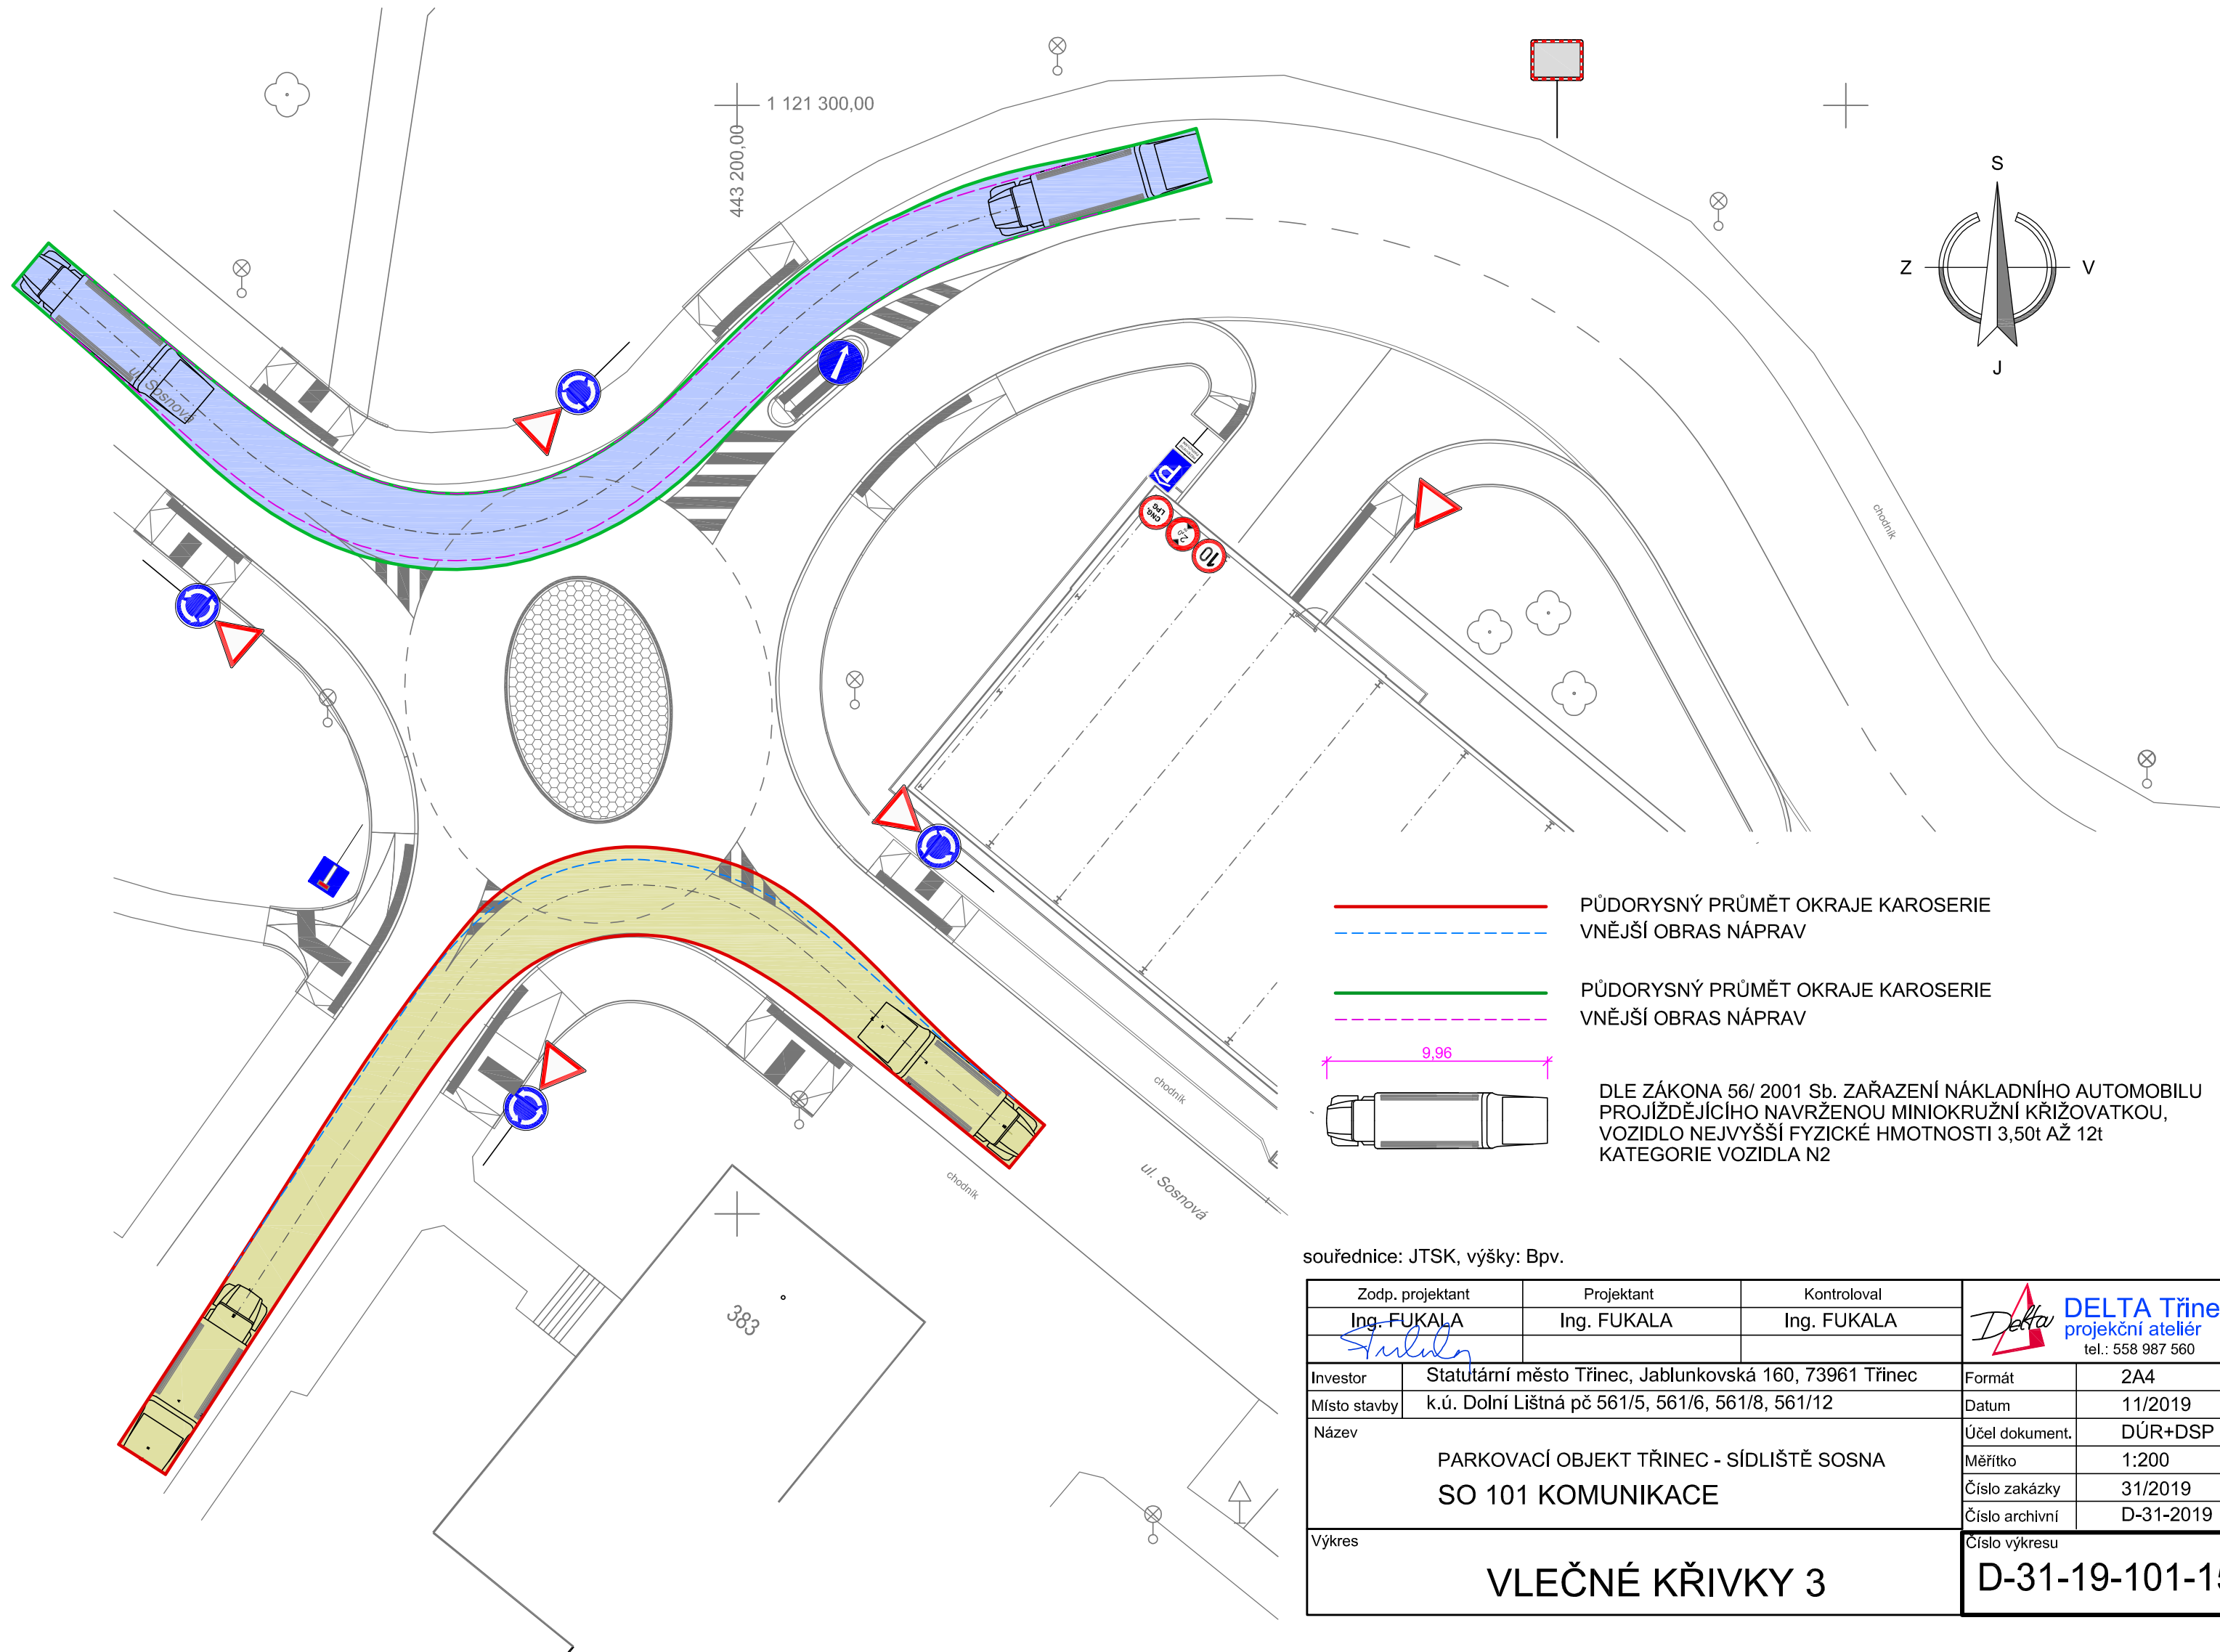 1 121 300,00
443 200,00
S
Z
V
J
ul. Sosnová
CNG, LPG
2,0
10
chodník
PŮDORYSNÝ PRŮMĚT OKRAJE KAROSERIE
VNĚJŠÍ OBRAS NÁPRAV
PŮDORYSNÝ PRŮMĚT OKRAJE KAROSERIE
VNĚJŠÍ OBRAS NÁPRAV
9,96
DLE ZÁKONA 56/ 2001 Sb. ZAŘAZENÍ NÁKLADNÍHO AUTOMOBILU
PROJÍŽDĚJÍCÍHO NAVRŽENOU MINIOKRUŽNÍ KŘIŽOVATKOU,
VOZIDLO NEJVYŠŠÍ FYZICKÉ HMOTNOSTI 3,50t AŽ 12t
KATEGORIE VOZIDLA N2
chodník
ul. Sosnová
chodník
383
souřednice: JTSK, výšky: Bpv.
Zodp. projektant
Projektant
Kontroloval
Ing. FUKALA
Ing. FUKALA
Ing. FUKALA
Delta
DELTA Třine
projekční ateliér
tel.: 558 987 560
Investor
Statutární město Třinec, Jablunkovská 160, 73961 Třinec
Místo stavby
k.ú. Dolní Lištná pč 561/5, 561/6, 561/8, 561/12
Název
PARKOVACÍ OBJEKT TŘINEC - SÍDLIŠTĚ SOSNA
SO 101 KOMUNIKACE
Formát
2A4
Datum
11/2019
Účel dokument.
DÚR+DSP
Měřítko
1:200
Číslo zakázky
31/2019
Číslo archivní
D-31-2019
Výkres
VLEČNÉ KŘIVKY 3
Číslo výkresu
D-31-19-101-15